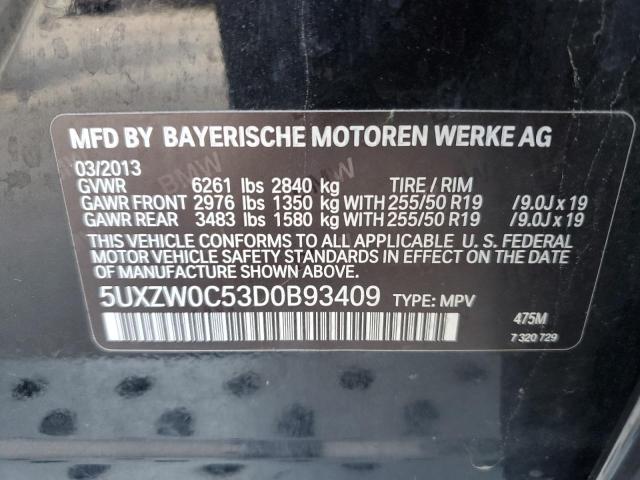 MFD BY BAYERISCHE MOTOREN WERKE AG
03/2013
GVWR 6261 lbs 2840 kg TIRE / RIM
GAWR FRONT 2976 lbs 1350 kg WITH 255/50 R19 /9.0J x 19
GAWR REAR 3483 lbs 1580 kg WITH 255/50 R19 /9.0J x 19
THIS VEHICLE CONFORMS TO ALL APPLICABLE U. S. FEDERAL
MOTOR VEHICLE SAFETY STANDARDS IN EFFECT ON THE DATE OF
MANUFACTURE SHOWN ABOVE.
5UXZW0C53D0B93409 TYPE: MPV
475M
7 320 729
BMW
BMW